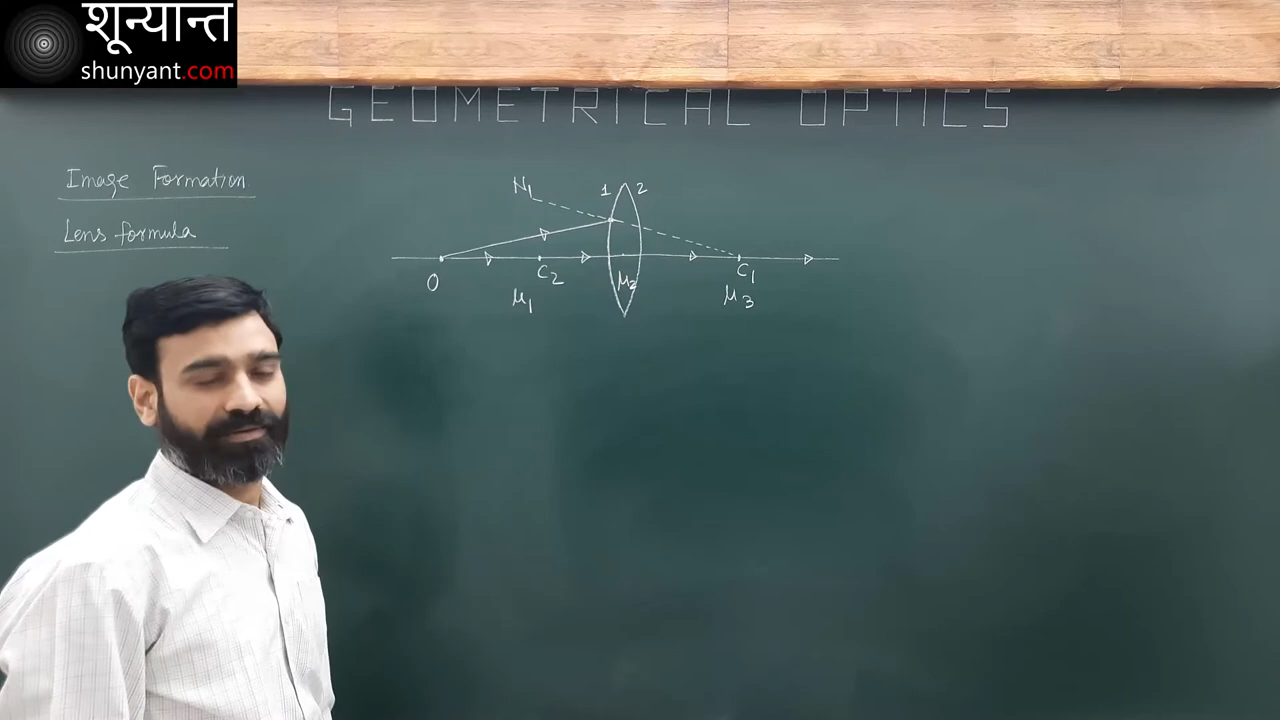 शून्यान्त
shunyant.com
GEOMETRICAL OPTICS
Image Formation
Lens formula
N₁
1 2
O
C₂
C₁
μ₁
μ₂
μ₃